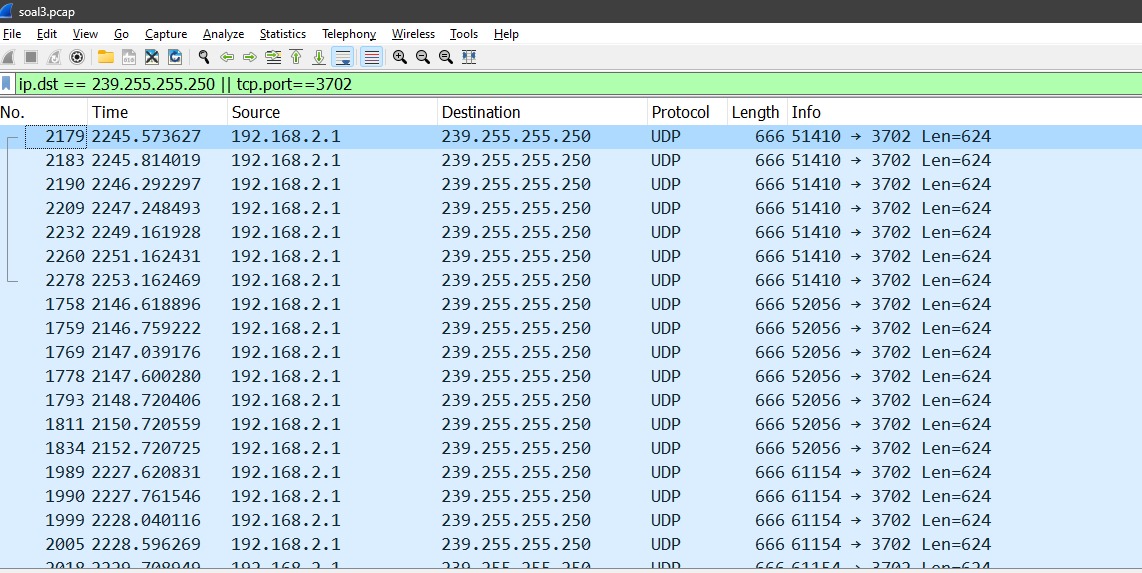 soal3.pcap
File Edit View Go Capture Analyze Statistics Telephony Wireless Tools Help
ip.dst == 239.255.255.250 || tcp.port==3702
No. Time Source Destination Protocol Length Info
2179 2245.573627 192.168.2.1 239.255.255.250 UDP 666 51410 → 3702 Len=624
2183 2245.814019 192.168.2.1 239.255.255.250 UDP 666 51410 → 3702 Len=624
2190 2246.292297 192.168.2.1 239.255.255.250 UDP 666 51410 → 3702 Len=624
2209 2247.248493 192.168.2.1 239.255.255.250 UDP 666 51410 → 3702 Len=624
2232 2249.161928 192.168.2.1 239.255.255.250 UDP 666 51410 → 3702 Len=624
2260 2251.162431 192.168.2.1 239.255.255.250 UDP 666 51410 → 3702 Len=624
2278 2253.162469 192.168.2.1 239.255.255.250 UDP 666 51410 → 3702 Len=624
1758 2146.618896 192.168.2.1 239.255.255.250 UDP 666 52056 → 3702 Len=624
1759 2146.759222 192.168.2.1 239.255.255.250 UDP 666 52056 → 3702 Len=624
1769 2147.039176 192.168.2.1 239.255.255.250 UDP 666 52056 → 3702 Len=624
1778 2147.600280 192.168.2.1 239.255.255.250 UDP 666 52056 → 3702 Len=624
1793 2148.720406 192.168.2.1 239.255.255.250 UDP 666 52056 → 3702 Len=624
1811 2150.720559 192.168.2.1 239.255.255.250 UDP 666 52056 → 3702 Len=624
1834 2152.720725 192.168.2.1 239.255.255.250 UDP 666 52056 → 3702 Len=624
1989 2227.620831 192.168.2.1 239.255.255.250 UDP 666 61154 → 3702 Len=624
1990 2227.761546 192.168.2.1 239.255.255.250 UDP 666 61154 → 3702 Len=624
1999 2228.040116 192.168.2.1 239.255.255.250 UDP 666 61154 → 3702 Len=624
2005 2228.596269 192.168.2.1 239.255.255.250 UDP 666 61154 → 3702 Len=624
192.168.2.1 239.255.255.250 UDP 666 61154 → 3702 Len=624